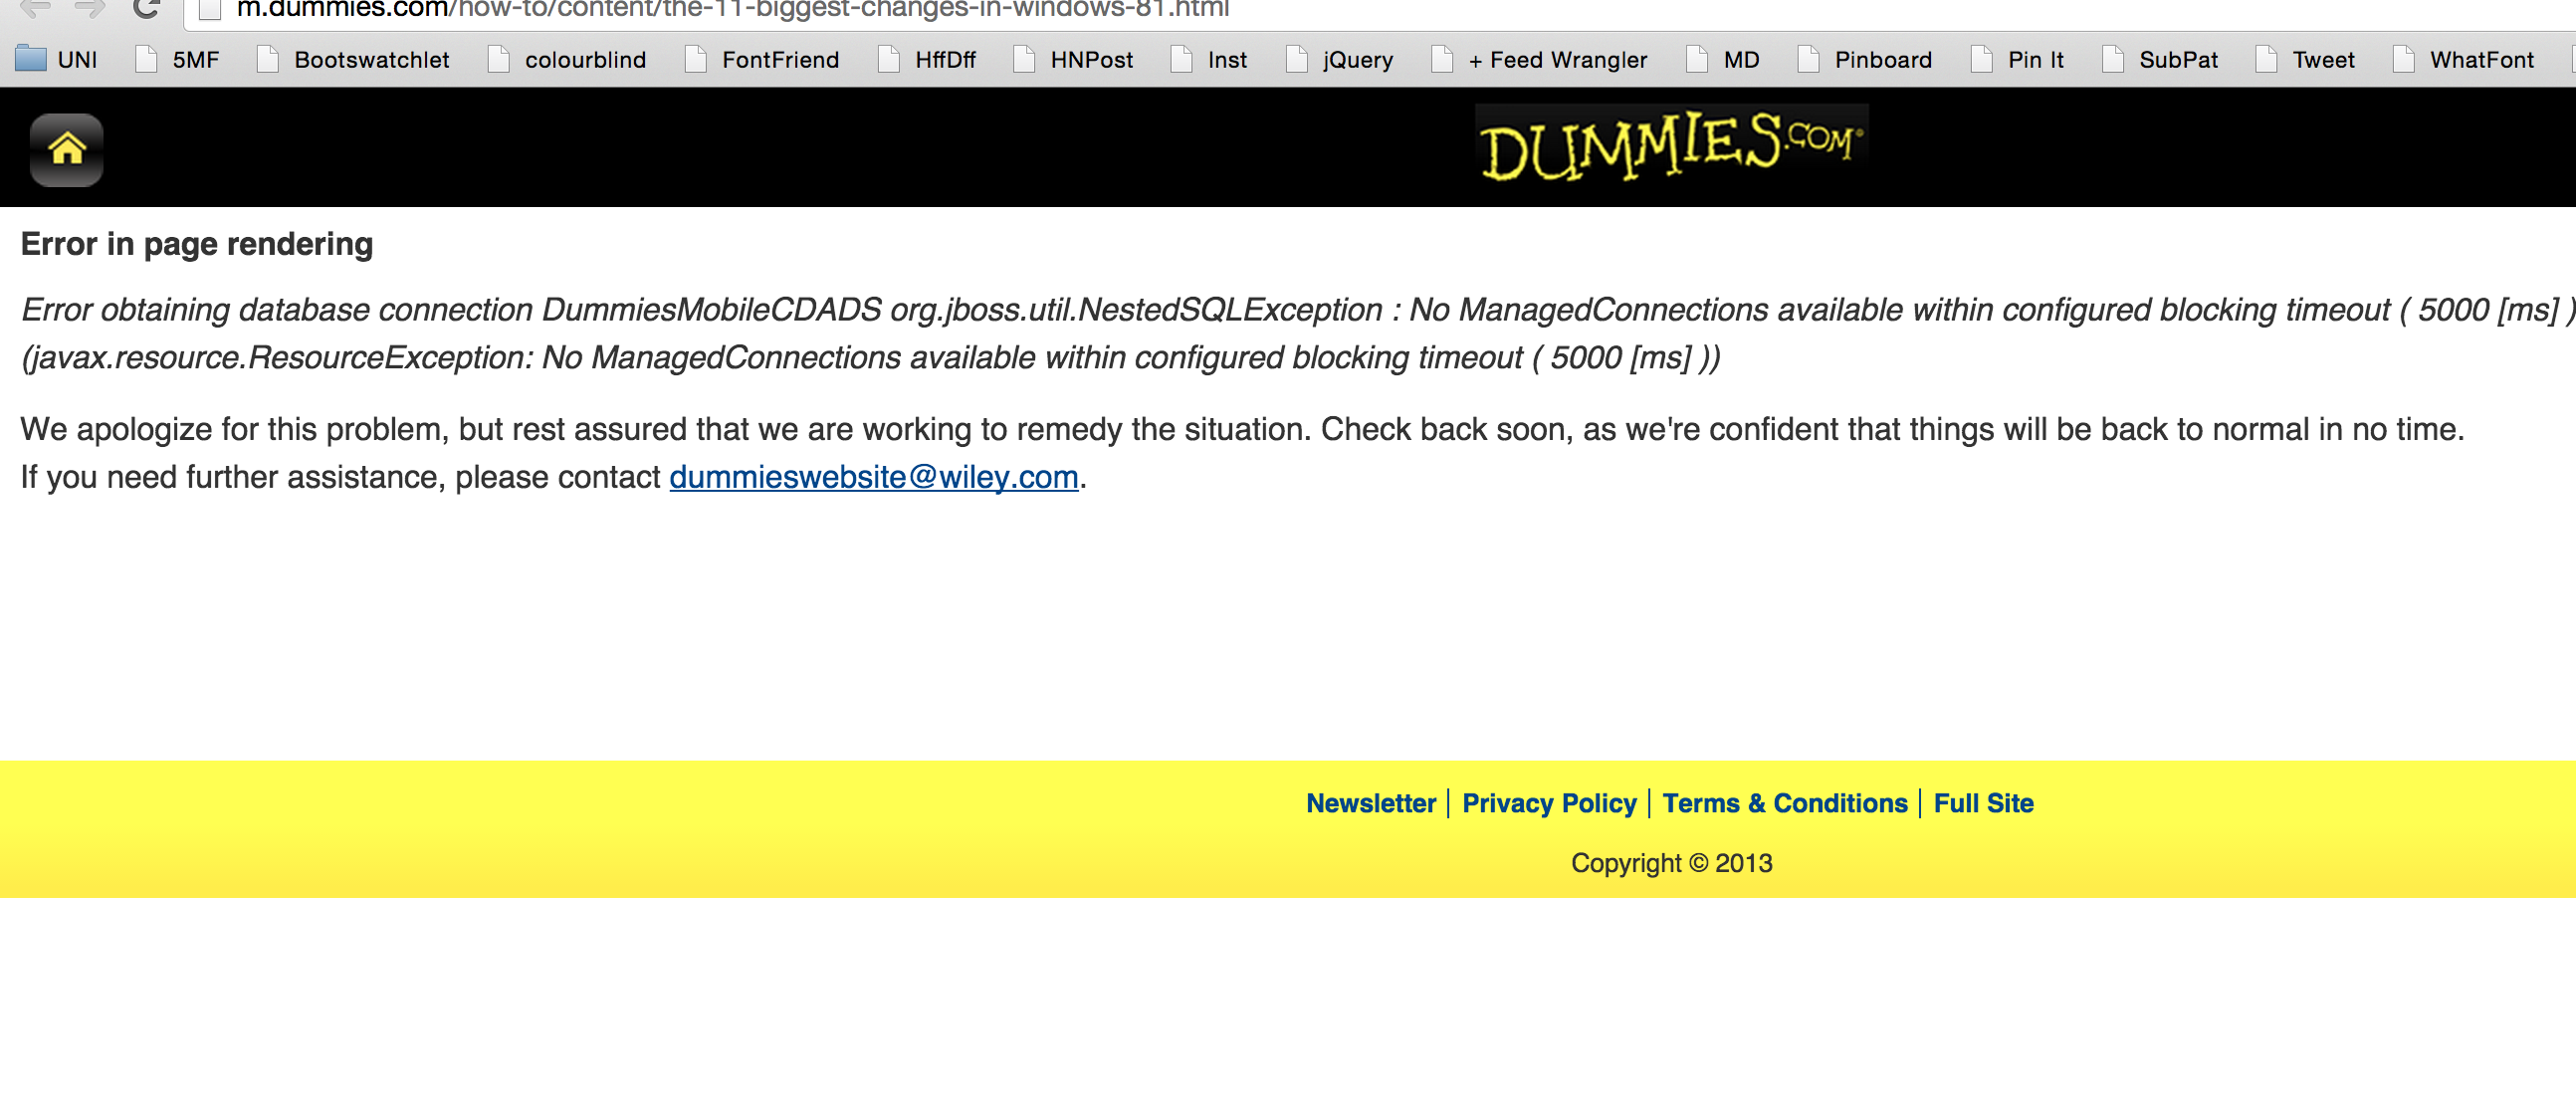 m.dummies.com/how-to/content/the-11-biggest-changes-in-windows-81.html
UNI 5MF Bootswatchlet colourblind FontFriend HffDff HNPost Inst jQuery + Feed Wrangler MD Pinboard Pin It SubPat Tweet WhatFont
DUMMIES.COM®
Error in page rendering
Error obtaining database connection DummiesMobileCDADS org.jboss.util.NestedSQLException : No ManagedConnections available within configured blocking timeout ( 5000 [ms] )
(javax.resource.ResourceException: No ManagedConnections available within configured blocking timeout ( 5000 [ms] ))
We apologize for this problem, but rest assured that we are working to remedy the situation. Check back soon, as we're confident that things will be back to normal in no time.
If you need further assistance, please contact dummieswebsite@wiley.com.
Newsletter | Privacy Policy | Terms & Conditions | Full Site
Copyright © 2013